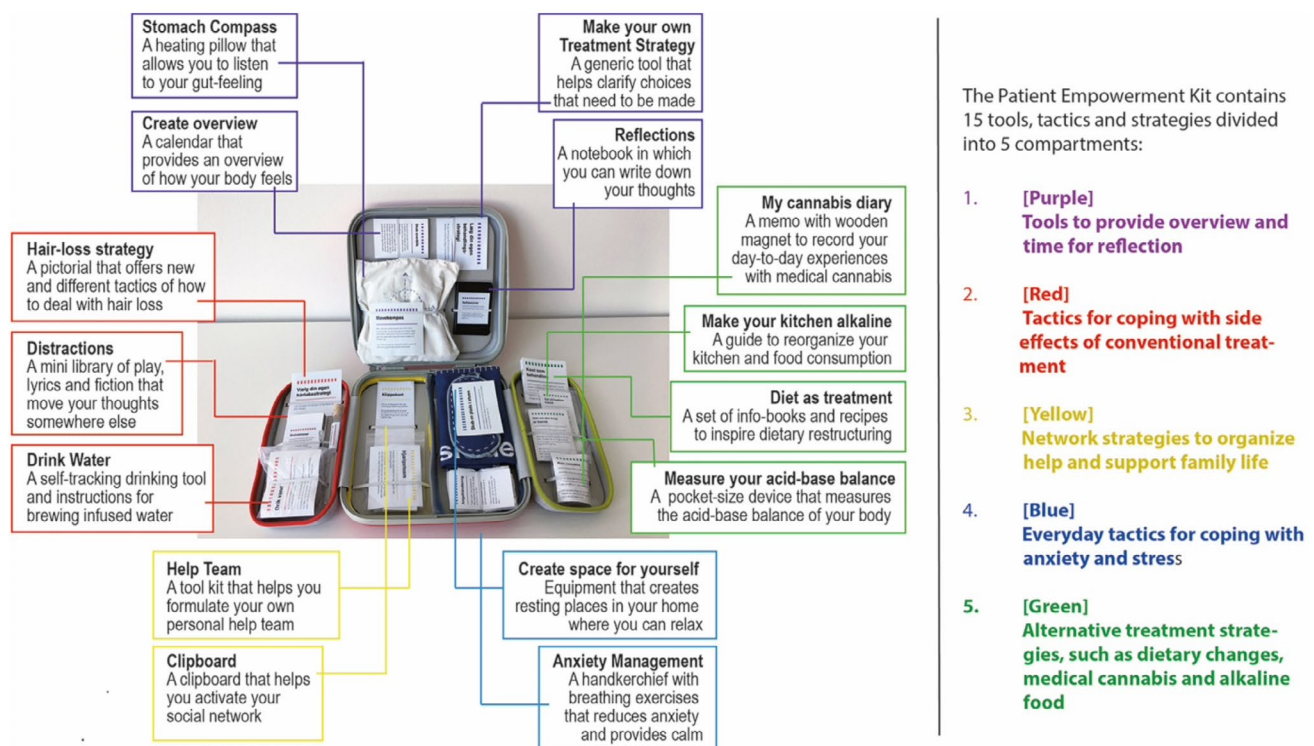 Stomach Compass
A heating pillow that
allows you to listen
to your gut-feeling
Make your own
Treatment Strategy
A generic tool that
helps clarify choices
that need to be made
Create overview
A calendar that
provides an overview
of how your body feels
Reflections
A notebook in which
you can write down
your thoughts
My cannabis diary
A memo with wooden
magnet to record your
day-to-day experiences
with medical cannabis
Hair-loss strategy
A pictorial that offers new
and different tactics of how
to deal with hair loss
Make your kitchen alkaline
A guide to reorganize your
kitchen and food consumption
Distractions
A mini library of play,
lyrics and fiction that
move your thoughts
somewhere else
Diet as treatment
A set of info-books and recipes
to inspire dietary restructuring
Drink Water
A self-tracking drinking tool
and instructions for
brewing infused water
Measure your acid-base balance
A pocket-size device that measures
the acid-base balance of your body
Help Team
A tool kit that helps you
formulate your own
personal help team
Create space for yourself
Equipment that creates
resting places in your home
where you can relax
Clipboard
A clipboard that helps
you activate your
social network
Anxiety Management
A handkerchief with
breathing exercises
that reduces anxiety
and provides calm
The Patient Empowerment Kit contains
15 tools, tactics and strategies divided
into 5 compartments:
1. [Purple]
Tools to provide overview and
time for reflection
2. [Red]
Tactics for coping with side
effects of conventional treat-
ment
3. [Yellow]
Network strategies to organize
help and support family life
4. [Blue]
Everyday tactics for coping with
anxiety and stress
5. [Green]
Alternative treatment strate-
gies, such as dietary changes,
medical cannabis and alkaline
food